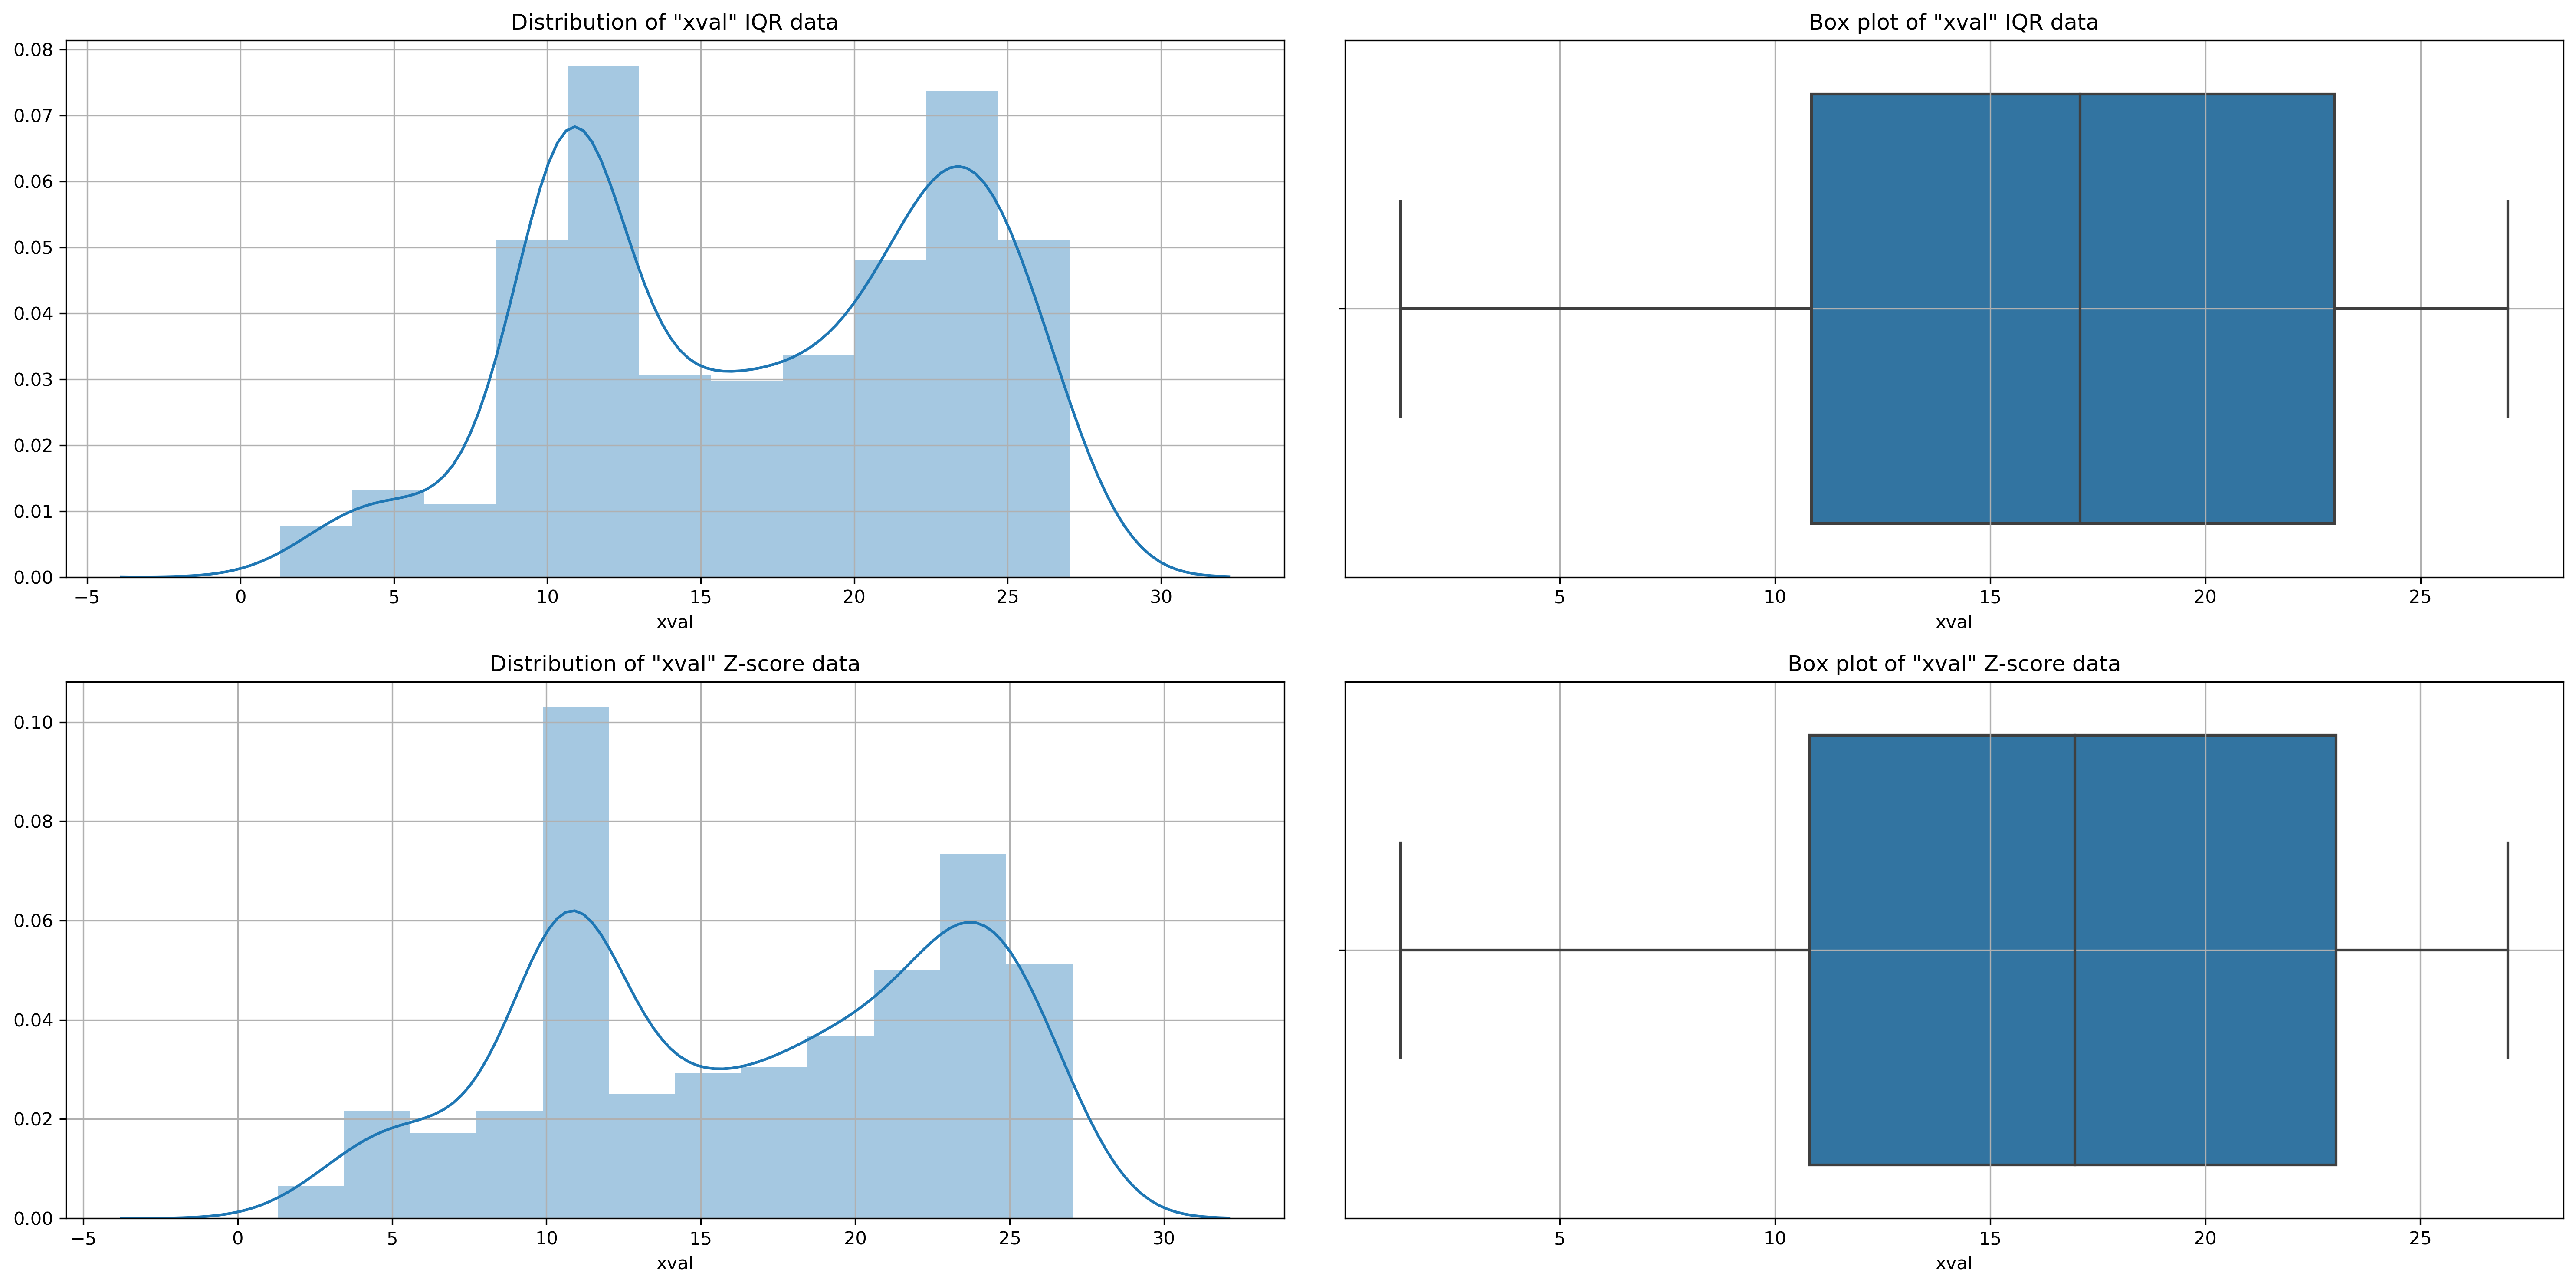 Distribution of "xval" IQR data
0.08
0.07
0.06
0.05
0.04
0.03
0.02
0.01
0.00
−5 0 5 10 15 20 25 30
xval
Box plot of "xval" IQR data
5 10 15 20 25
xval
Distribution of "xval" Z-score data
0.10
0.08
0.06
0.04
0.02
0.00
−5 0 5 10 15 20 25 30
xval
Box plot of "xval" Z-score data
5 10 15 20 25
xval